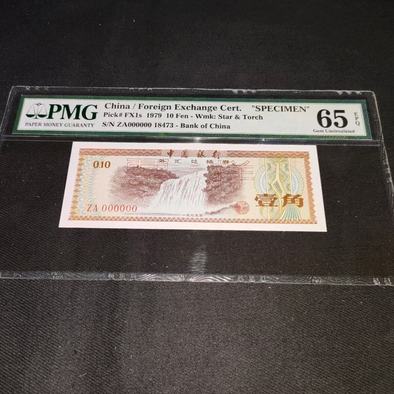 PMG
PAPER MONEY GUARANTY
China / Foreign Exchange Cert. "SPECIMEN"
Pick# FX1s 1979 10 Fen - Wmk: Star & Torch
S/N ZA000000 18473 - Bank of China
65 EPQ
Gem Uncirculated
中国银行
外汇兑换券
0.10
ZA 000000
壹角